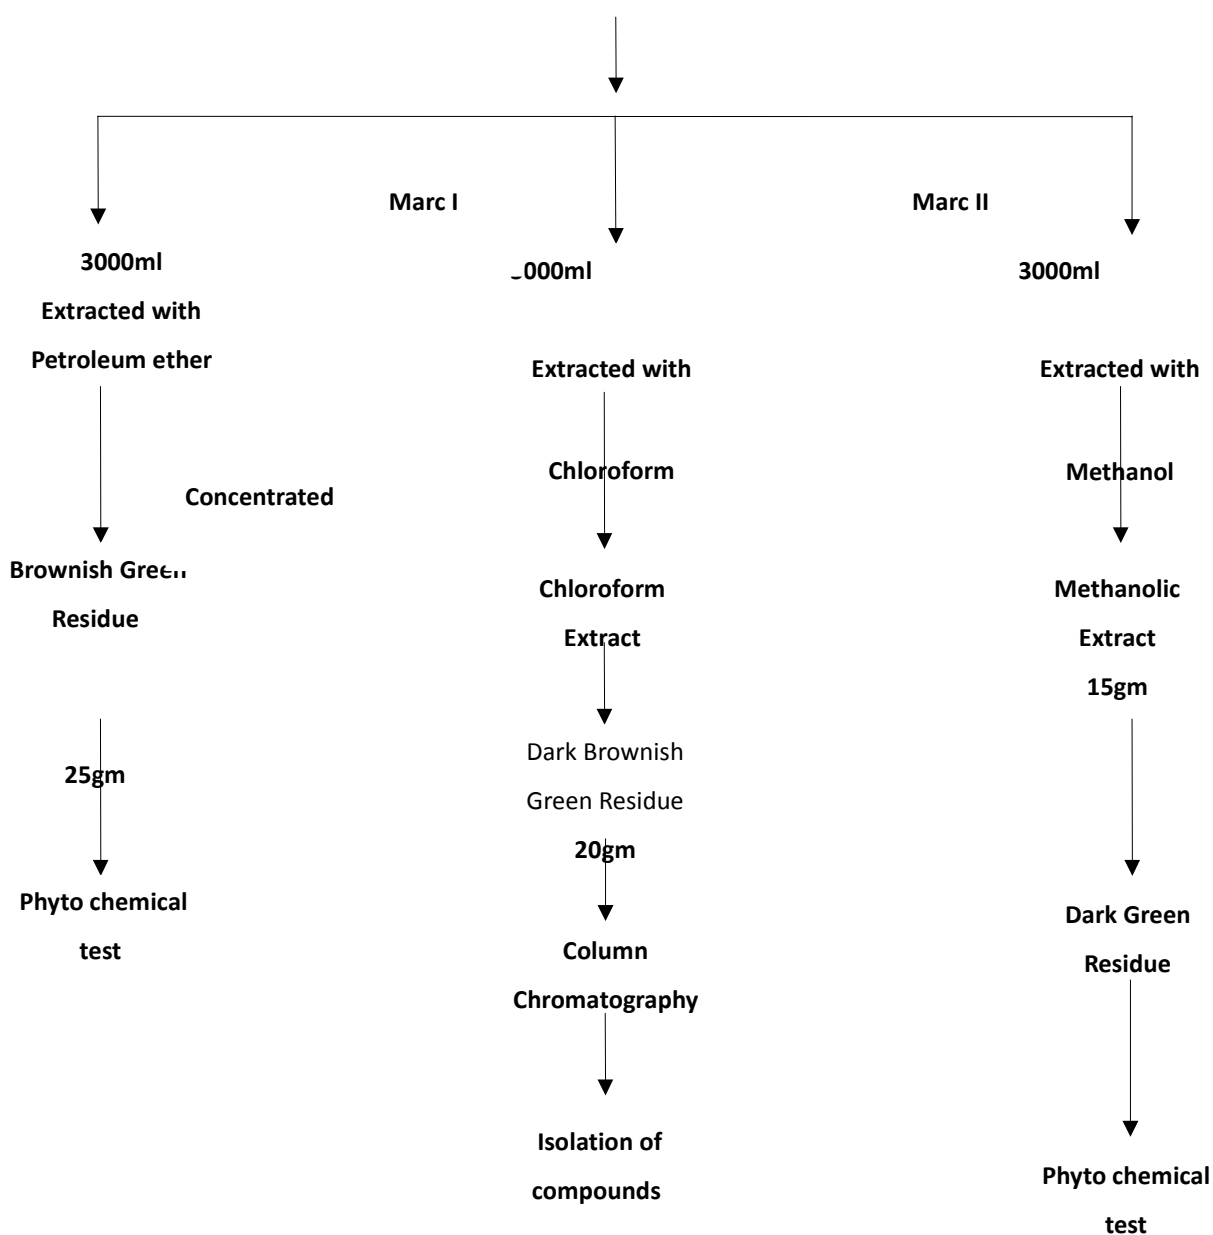 Marc I
Marc II
3000ml
Extracted with
Petroleum ether
Concentrated
Brownish Green
Residue
25gm
Phyto chemical
test
000ml
Extracted with
Chloroform
Chloroform
Extract
Dark Brownish
Green Residue
20gm
Column
Chromatography
Isolation of
compounds
3000ml
Extracted with
Methanol
Methanolic
Extract
15gm
Dark Green
Residue
Phyto chemical
test